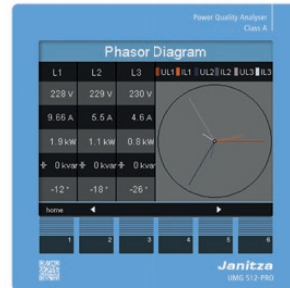 Power Quality Analyser
Class A
Phasor Diagram
L1 L2 L3 UL1 IL1 UL2 IL2 UL3 IL3
228 V 229 V 230 V
9.66 A 5.5 A 4.6 A
1.9 kW 1.1 kW 0.8 kW
0 kvar 0 kvar 0 kvar
-12° -18° -26°
home
1 2 3 4 5 6
Janitza
UMG 512-PRO